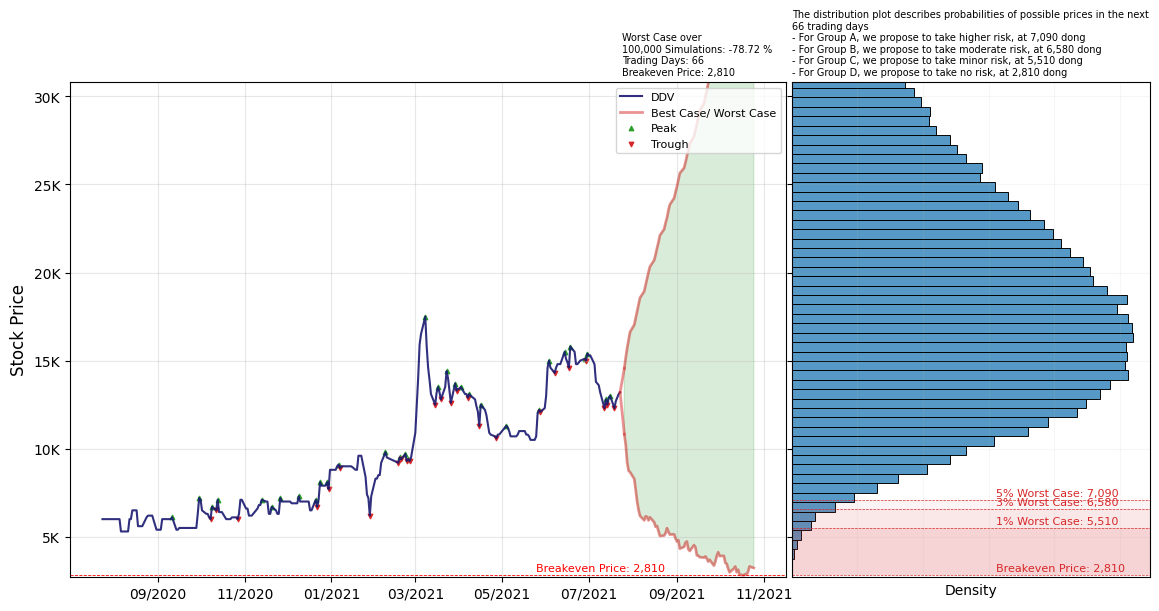 The distribution plot describes probabilities of possible prices in the next
66 trading days
- For Group A, we propose to take higher risk, at 7,090 dong
- For Group B, we propose to take moderate risk, at 6,580 dong
- For Group C, we propose to take minor risk, at 5,510 dong
- For Group D, we propose to take no risk, at 2,810 dong
Worst Case over
100,000 Simulations: -78.72 %
Trading Days: 66
Breakeven Price: 2,810
DDV
Best Case/ Worst Case
Peak
Trough
Stock Price
30K
25K
20K
15K
10K
5K
5% Worst Case: 7,090
3% Worst Case: 6,580
1% Worst Case: 5,510
Breakeven Price: 2,810
Breakeven Price: 2,810
09/2020
11/2020
01/2021
03/2021
05/2021
07/2021
09/2021
11/2021
Density